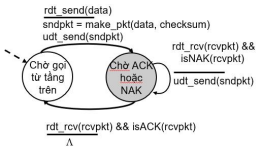 rdt_send(data)
sndpkt = make_pkt(data, checksum)
udt_send(sndpkt)
Chờ gọi
từ tầng
trên
Chờ ACK
hoặc
NAK
rdt_rcv(rcvpkt) &&
isNAK(rcvpkt)
udt_send(sndpkt)
rdt_rcv(rcvpkt) && isACK(rcvpkt)
Λ